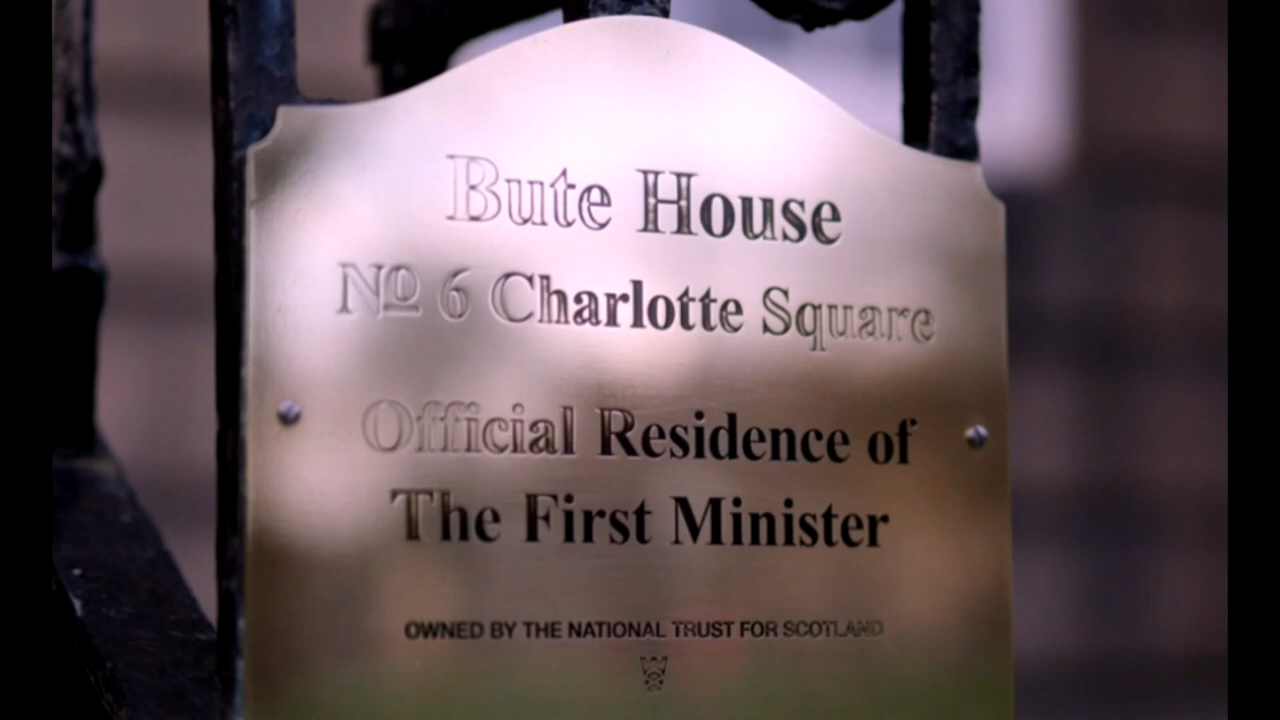 Bute House
Nº 6 Charlotte Square
Official Residence of
The First Minister
OWNED BY THE NATIONAL TRUST FOR SCOTLAND